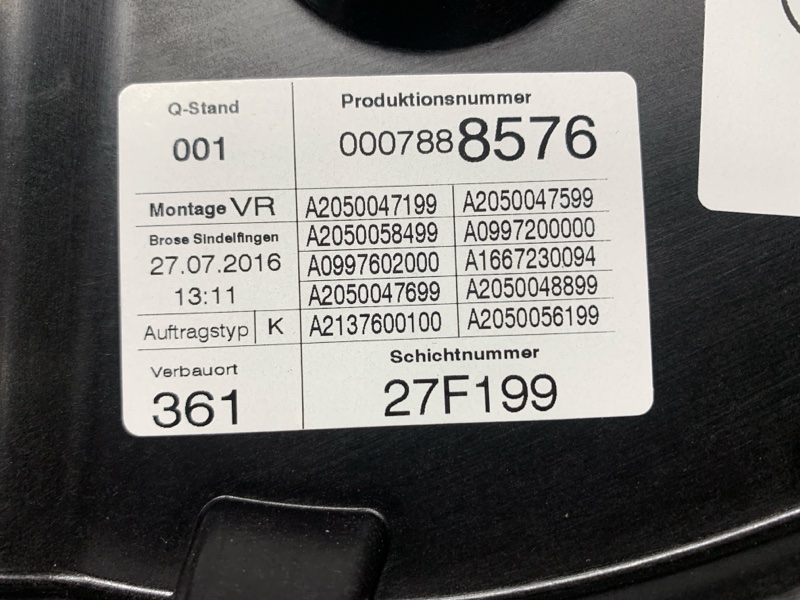 Q-Stand
001
Produktionsnummer
0007888576
Montage VR
Brose Sindelfingen
27.07.2016
13:11
Auftragstyp K
A2050047199 A2050047599
A2050058499 A0997200000
A0997602000 A1667230094
A2050047699 A2050048899
A2137600100 A2050056199
Verbauort
361
Schichtnummer
27F199